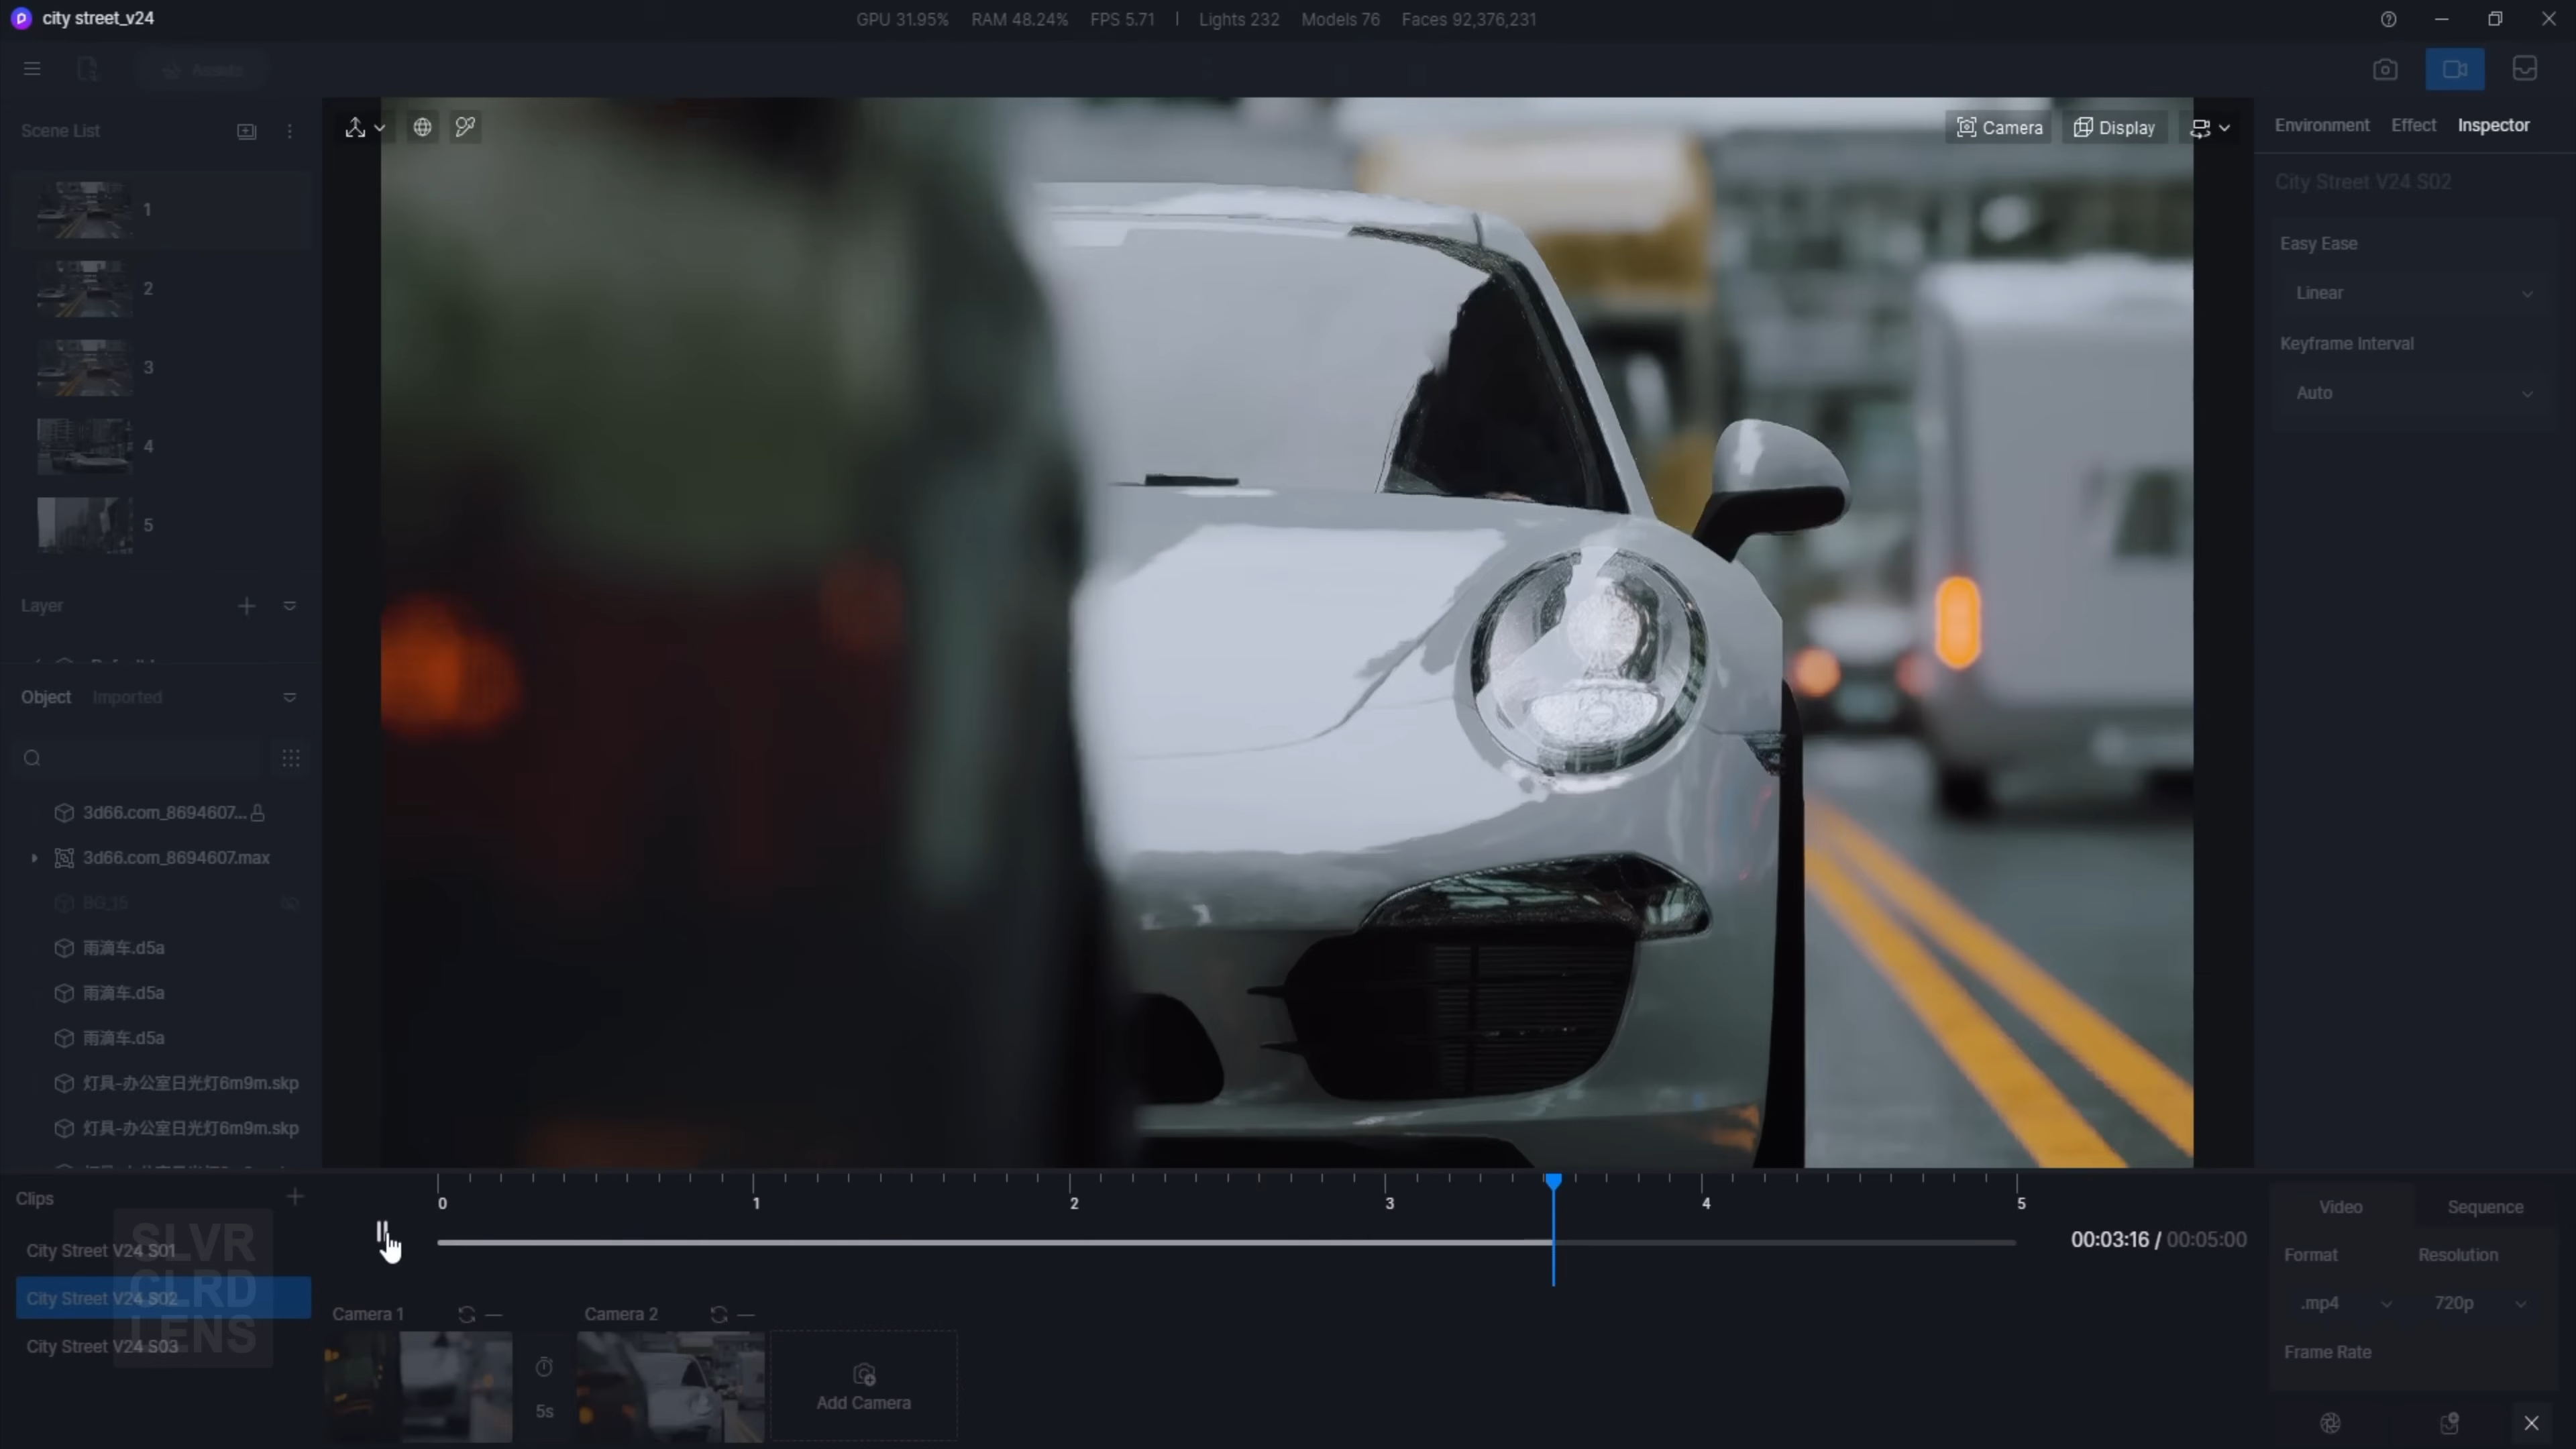 city street_v24
GPU 31.95% RAM 48.24% FPS 5.71 | Lights 232 Models 76 Faces 92,376,231
Assets
Scene List
Camera
Display
Environment Effect Inspector
City Street V24 S02
1
Easy Ease
2
Linear
Keyframe Interval
3
Auto
4
5
Layer
Object Imported
3d66.com_8694607...
3d66.com_8694607.max
BG_15
雨滴车.d5a
雨滴车.d5a
雨滴车.d5a
灯具-办公室日光灯6m9m.skp
灯具-办公室日光灯6m9m.skp
Clips
0 1 2 3 4 5
Video Sequence
City Street V24 S01
00:03:16 / 00:05:00
Format Resolution
City Street V24 S02
.mp4 720p
Camera 1
Camera 2
City Street V24 S03
Frame Rate
5s
Add Camera
SLVR
CLRD
LENS